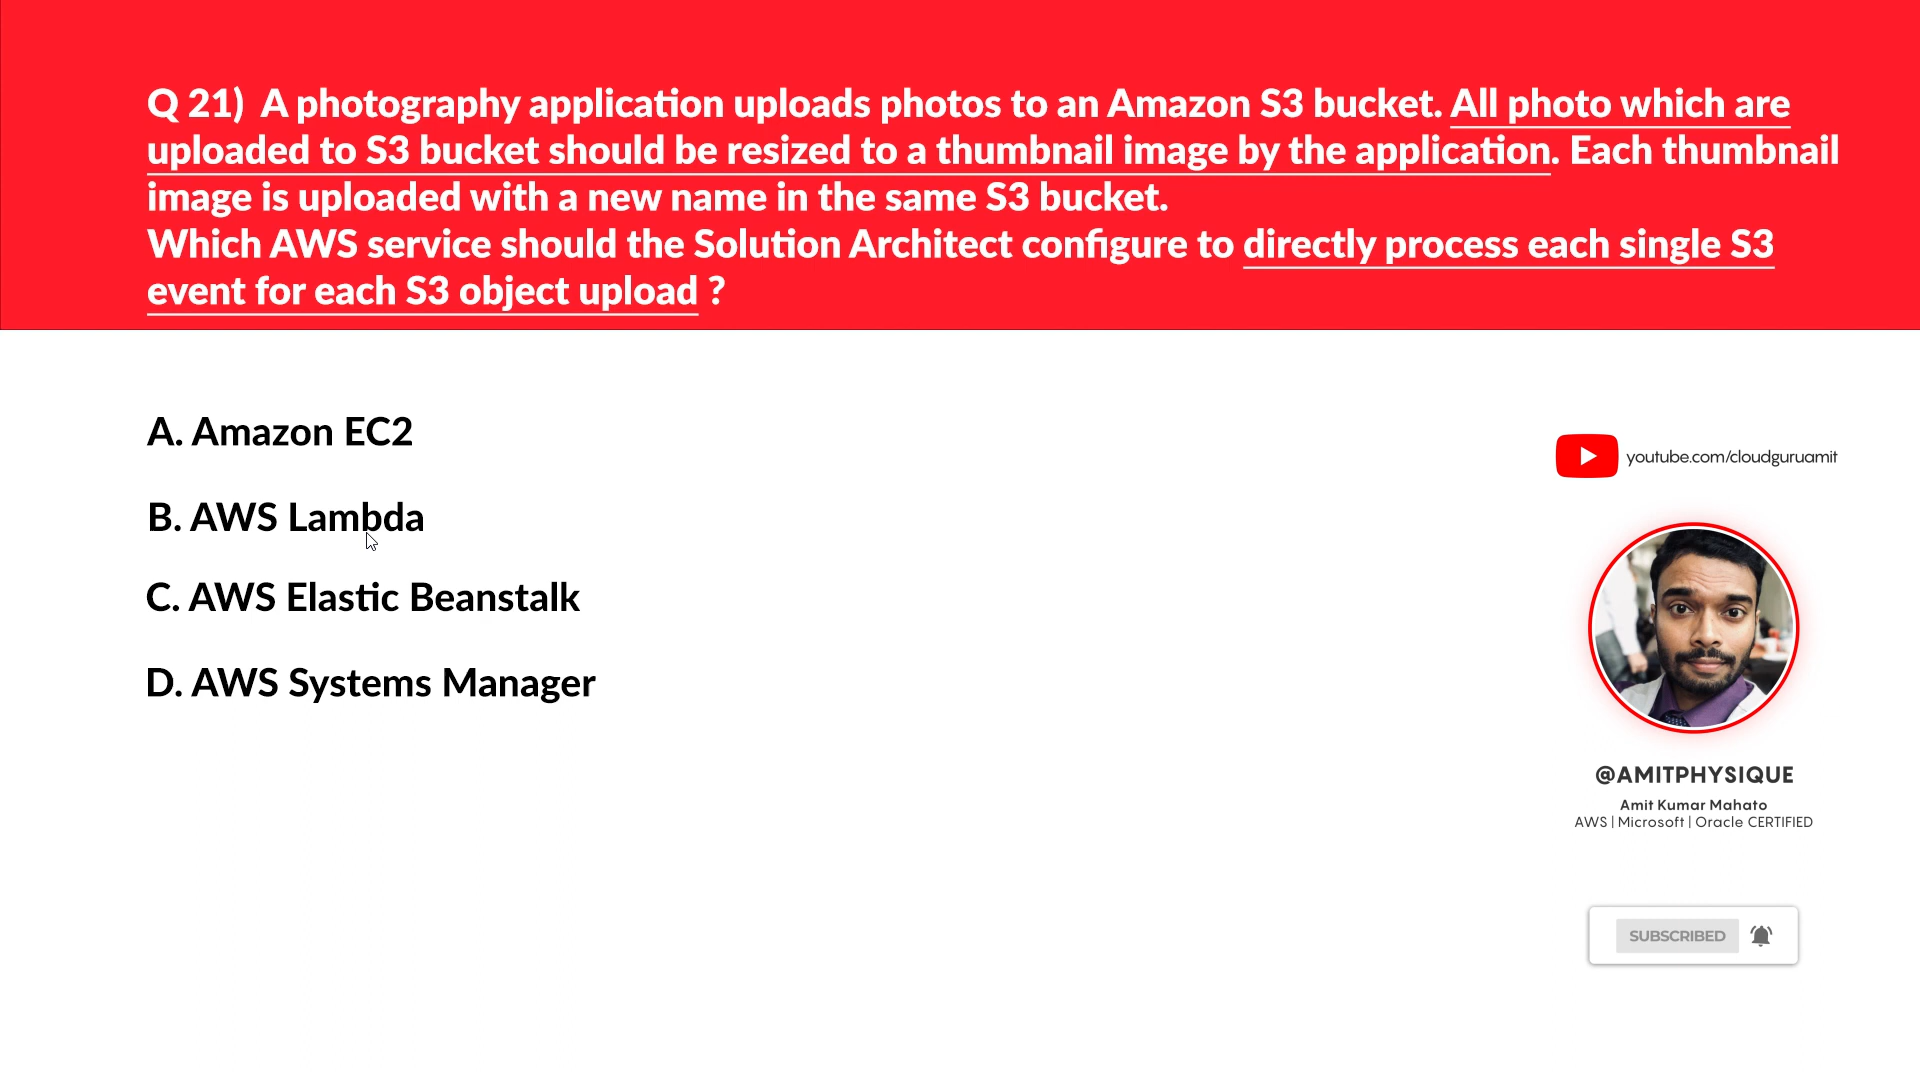 Q 21) A photography application uploads photos to an Amazon S3 bucket. All photo which are
uploaded to S3 bucket should be resized to a thumbnail image by the application. Each thumbnail
image is uploaded with a new name in the same S3 bucket.
Which AWS service should the Solution Architect configure to directly process each single S3
event for each S3 object upload ?
A. Amazon EC2
B. AWS Lambda
C. AWS Elastic Beanstalk
D. AWS Systems Manager
youtube.com/cloudguruamit
@AMITPHYSIQUE
Amit Kumar Mahato
AWS | Microsoft | Oracle CERTIFIED
SUBSCRIBED